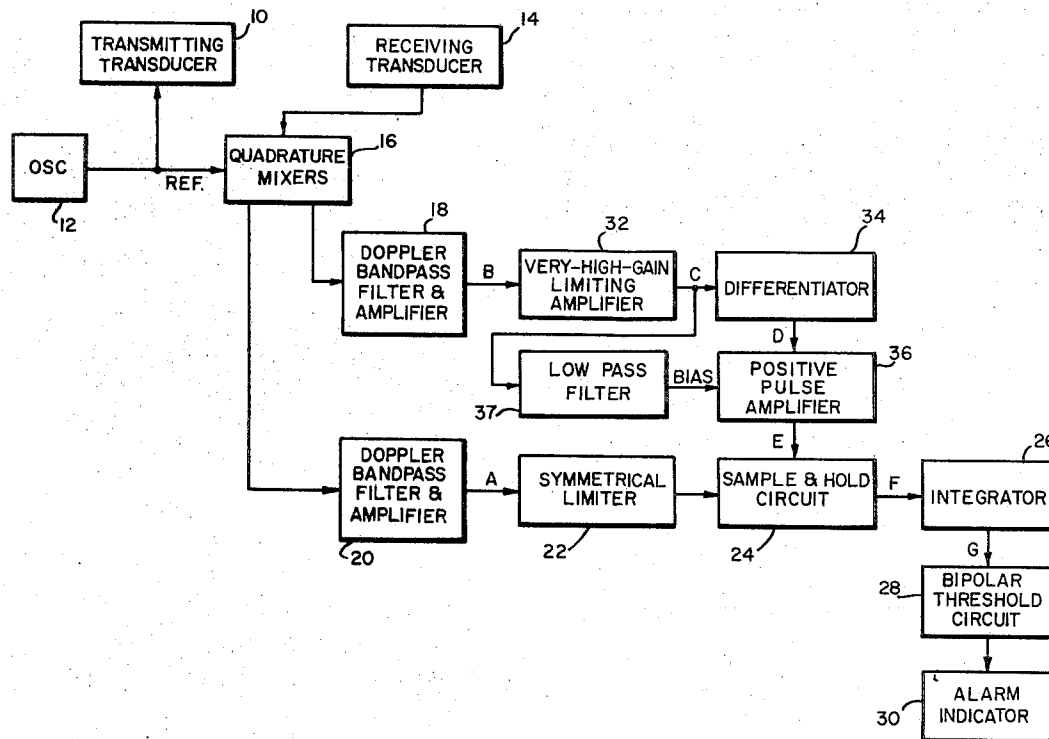 10
TRANSMITTING
TRANSDUCER
14
RECEIVING
TRANSDUCER
OSC
12
REF.
QUADRATURE
MIXERS
16
18
DOPPLER
BANDPASS
FILTER &
AMPLIFIER
B
32
VERY-HIGH-GAIN
LIMITING
AMPLIFIER
C
34
DIFFERENTIATOR
D
LOW PASS
FILTER
37
BIAS
36
POSITIVE
PULSE
AMPLIFIER
E
DOPPLER
BANDPASS
FILTER &
AMPLIFIER
20
A
SYMMETRICAL
LIMITER
22
SAMPLE & HOLD
CIRCUIT
24
F
26
INTEGRATOR
G
28
BIPOLAR
THRESHOLD
CIRCUIT
30
ALARM
INDICATOR